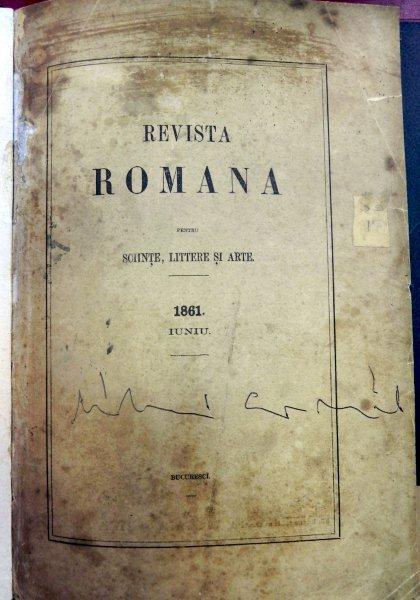 REVISTA
ROMANA
PENTRU
SCIINȚE, LITTERE ȘI ARTE.
1861.
IUNIU.
BUCURESCI.